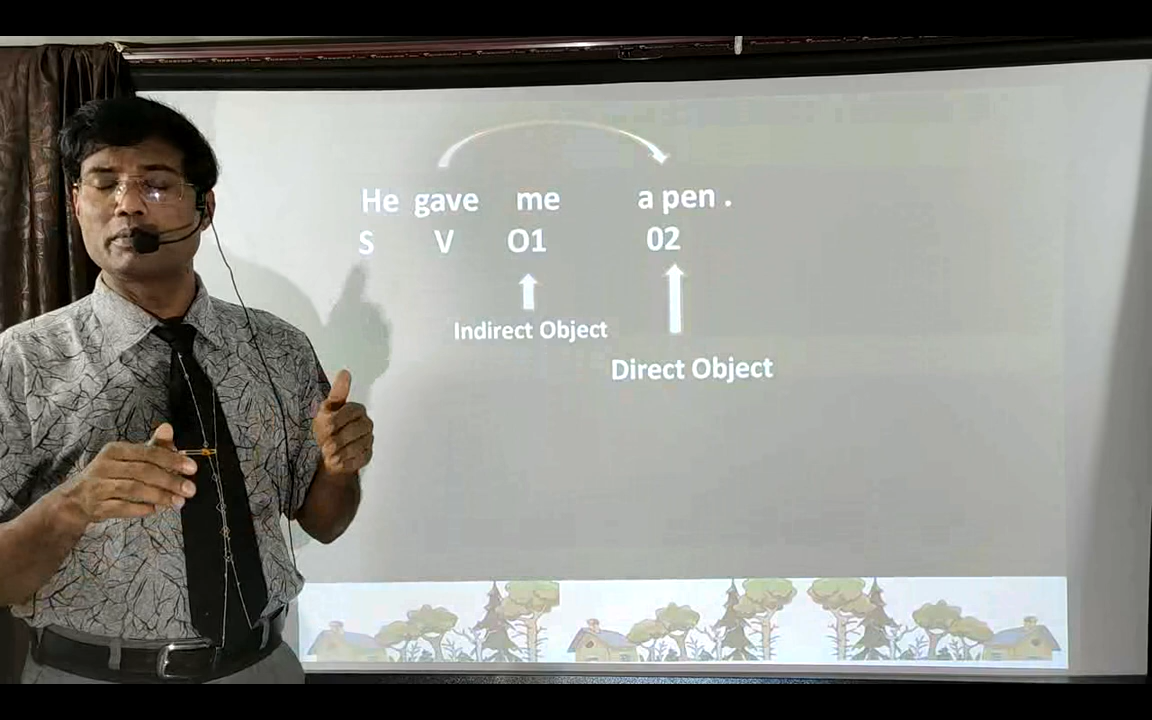 He gave me a pen .
S V O1 02
Indirect Object
Direct Object